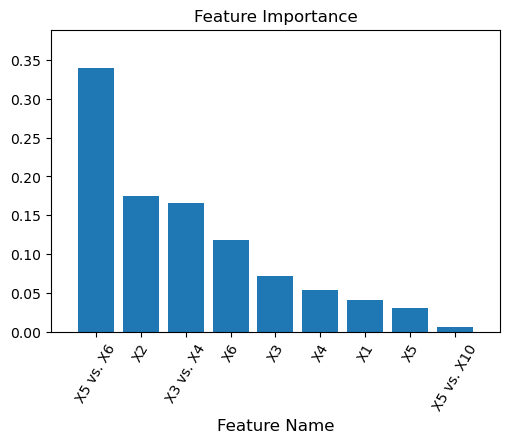 Feature Importance
0.35
0.30
0.25
0.20
0.15
0.10
0.05
0.00
X5 vs. X6
X2
X3 vs. X4
X6
X3
X4
X1
X5
X5 vs. X10
Feature Name